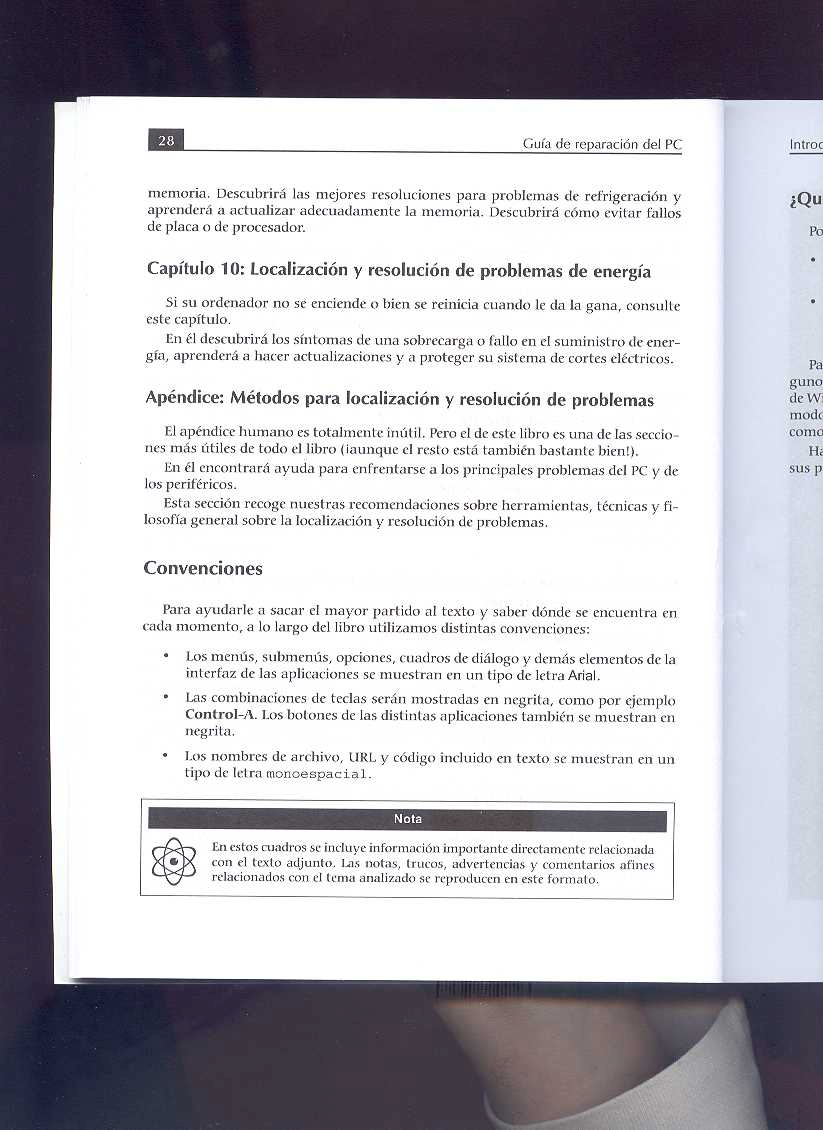 28
Guía de reparación del PC
memoria. Descubrirá las mejores resoluciones para problemas de refrigeración y
aprenderá a actualizar adecuadamente la memoria. Descubrirá cómo evitar fallos
de placa o de procesador.
Capítulo 10: Localización y resolución de problemas de energía
Si su ordenador no se enciende o bien se reinicia cuando le da la gana, consulte
este capítulo.
En él descubrirá los síntomas de una sobrecarga o fallo en el suministro de ener-
gía, aprenderá a hacer actualizaciones y a proteger su sistema de cortes eléctricos.
Apéndice: Métodos para localización y resolución de problemas
El apéndice humano es totalmente inútil. Pero el de este libro es una de las seccio-
nes más útiles de todo el libro (¡aunque el resto está también bastante bien!).
En él encontrará ayuda para enfrentarse a los principales problemas del PC y de
los periféricos.
Esta sección recoge nuestras recomendaciones sobre herramientas, técnicas y fi-
losofía general sobre la localización y resolución de problemas.
Convenciones
Para ayudarle a sacar el mayor partido al texto y saber dónde se encuentra en
cada momento, a lo largo del libro utilizamos distintas convenciones:
• Los menús, submenús, opciones, cuadros de diálogo y demás elementos de la
interfaz de las aplicaciones se muestran en un tipo de letra Arial.
• Las combinaciones de teclas serán mostradas en negrita, como por ejemplo
Control-A. Los botones de las distintas aplicaciones también se muestran en
negrita.
• Los nombres de archivo, URL y código incluido en texto se muestran en un
tipo de letra monoespacial.
Nota
En estos cuadros se incluye información importante directamente relacionada
con el texto adjunto. Las notas, trucos, advertencias y comentarios afines
relacionados con el tema analizado se reproducen en este formato.
Introd
¿Qu
Po
•
•
Pa
guno
de Wi
modo
como
Ha
sus p